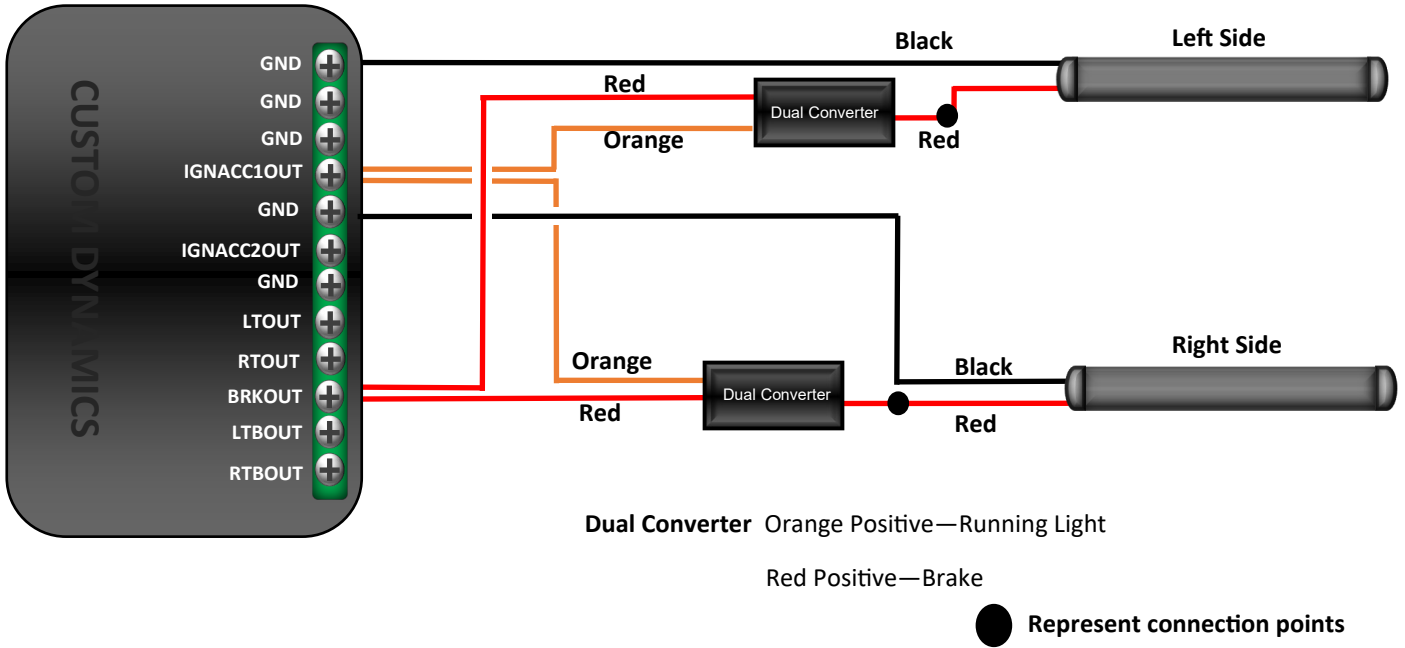 CUSTOM DYNAMICS
GND
GND
GND
IGNACC1OUT
GND
IGNACC2OUT
GND
LTOUT
RTOUT
BRKOUT
LTBOUT
RTBOUT
Black
Left Side
Red
Dual Converter
Orange
Red
Right Side
Orange
Black
Dual Converter
Red
Red
Dual Converter Orange Positive—Running Light
Red Positive—Brake
Represent connection points